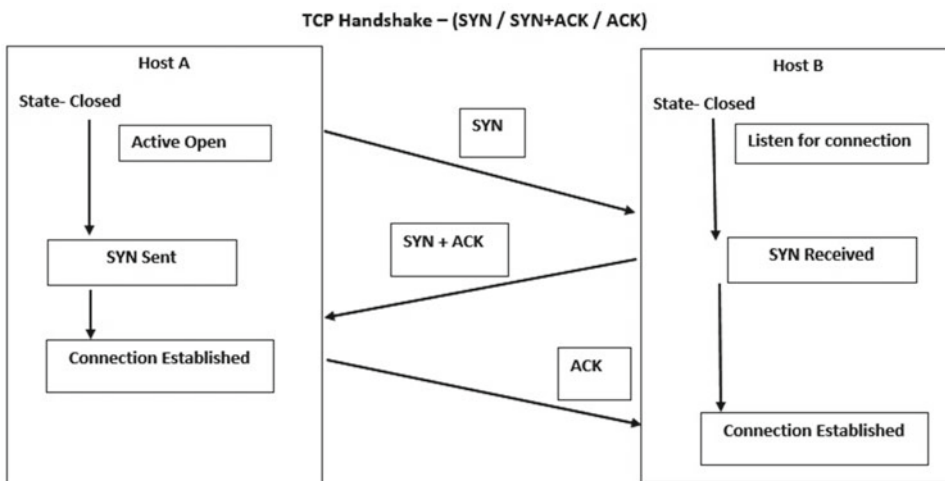 TCP Handshake – (SYN / SYN+ACK / ACK)
Host A
State- Closed
Active Open
SYN Sent
Connection Established
SYN
SYN + ACK
ACK
Host B
State- Closed
Listen for connection
SYN Received
Connection Established